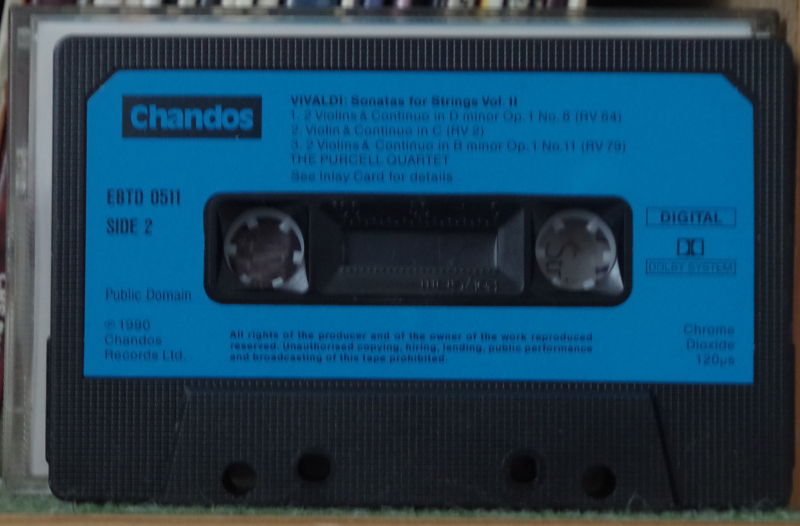 Chandos
VIVALDI: Sonatas for Strings Vol. II
1. 2 Violins & Continuo in D minor Op. 1 No. 8 (RV 64)
2. Violin & Continuo in C (RV 2)
3. 2 Violins & Continuo in B minor Op. 1 No. 11 (RV 79)
THE PURCELL QUARTET
See Inlay Card for details
EBTD 0511
SIDE 2
DIGITAL
DOLBY SYSTEM
Public Domain
℗ 1990
Chandos
Records Ltd.
All rights of the producer and of the owner of the work reproduced
reserved. Unauthorised copying, hiring, lending, public performance
and broadcasting of this tape prohibited.
Chrome
Dioxide
120µs